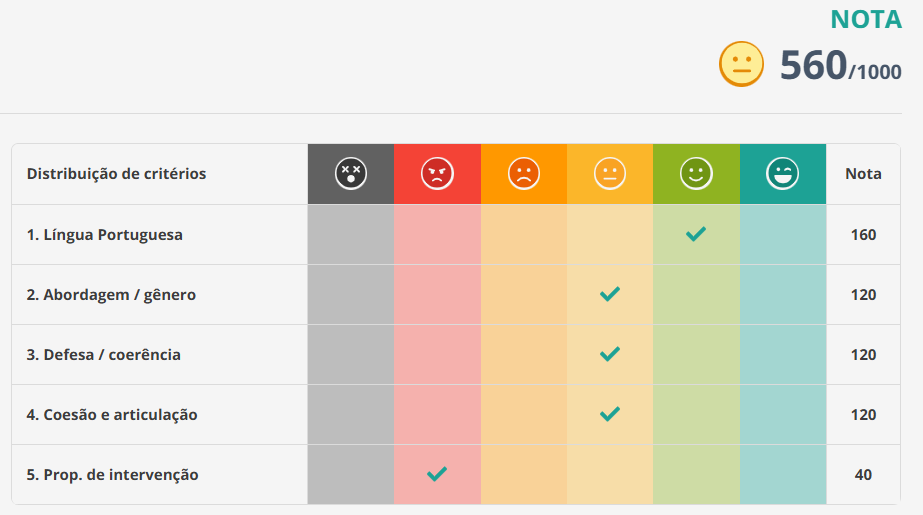 NOTA
560/1000
Distribuição de critérios Nota
1. Língua Portuguesa 160
2. Abordagem / gênero 120
3. Defesa / coerência 120
4. Coesão e articulação 120
5. Prop. de intervenção 40